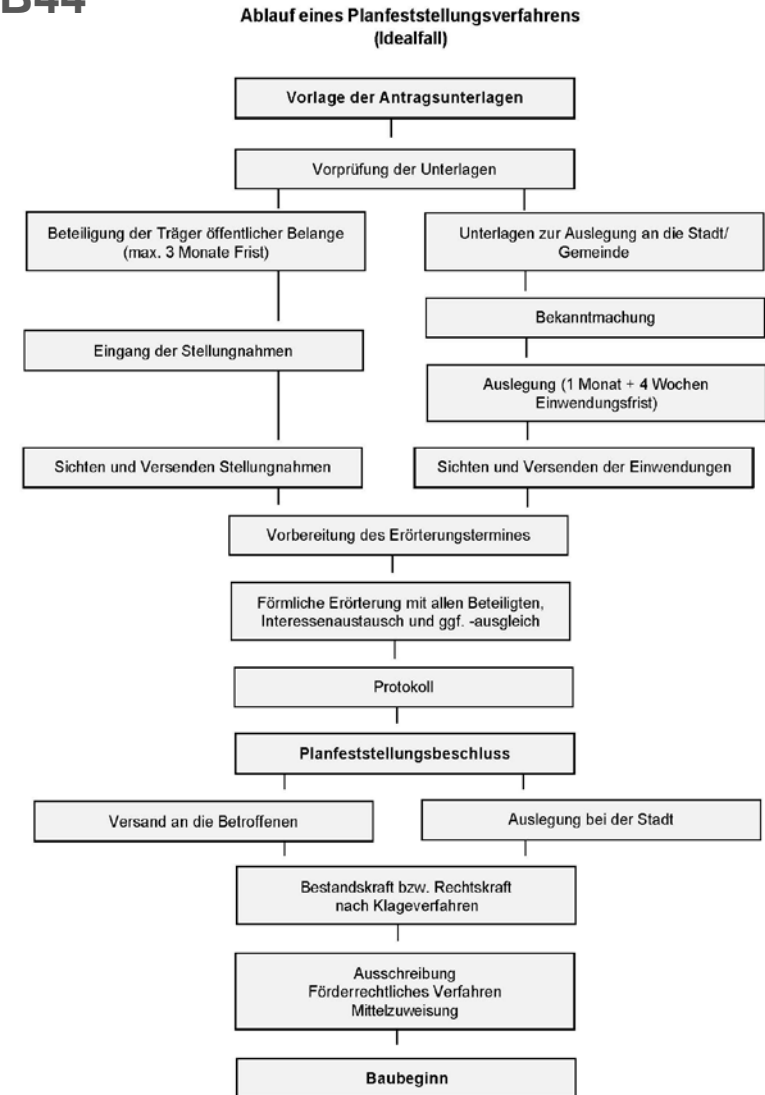 B44
Ablauf eines Planfeststellungsverfahrens
(Idealfall)
Vorlage der Antragsunterlagen
Vorprüfung der Unterlagen
Beteiligung der Träger öffentlicher Belange
(max. 3 Monate Frist)
Unterlagen zur Auslegung an die Stadt/
Gemeinde
Bekanntmachung
Eingang der Stellungnahmen
Auslegung (1 Monat + 4 Wochen
Einwendungsfrist)
Sichten und Versenden Stellungnahmen
Sichten und Versenden der Einwendungen
Vorbereitung des Erörterungstermines
Förmliche Erörterung mit allen Beteiligten,
Interessenaustausch und ggf. -ausgleich
Protokoll
Planfeststellungsbeschluss
Versand an die Betroffenen
Auslegung bei der Stadt
Bestandskraft bzw. Rechtskraft
nach Klageverfahren
Ausschreibung
Förderrechtliches Verfahren
Mittelzuweisung
Baubeginn